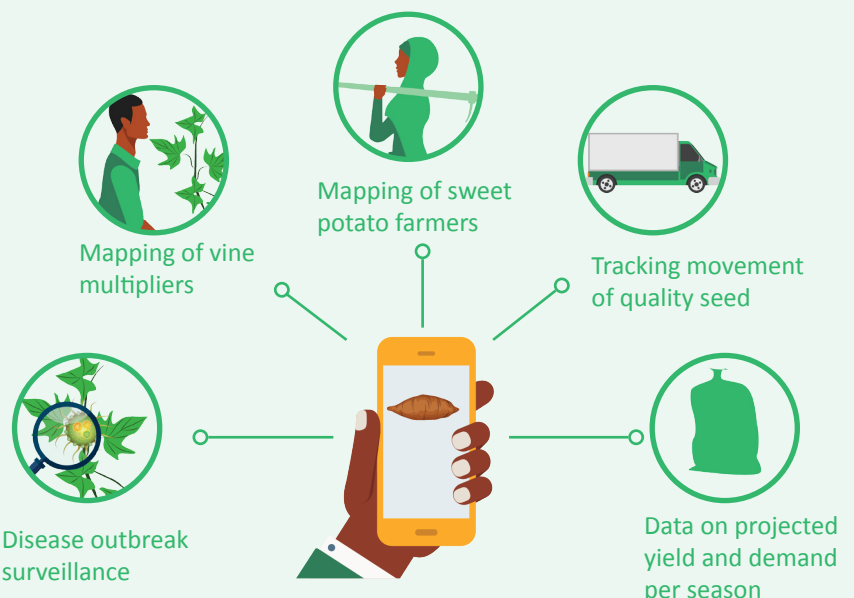 Mapping of sweet
potato farmers
Mapping of vine
multipliers
Tracking movement
of quality seed
Disease outbreak
surveillance
Data on projected
yield and demand
per season